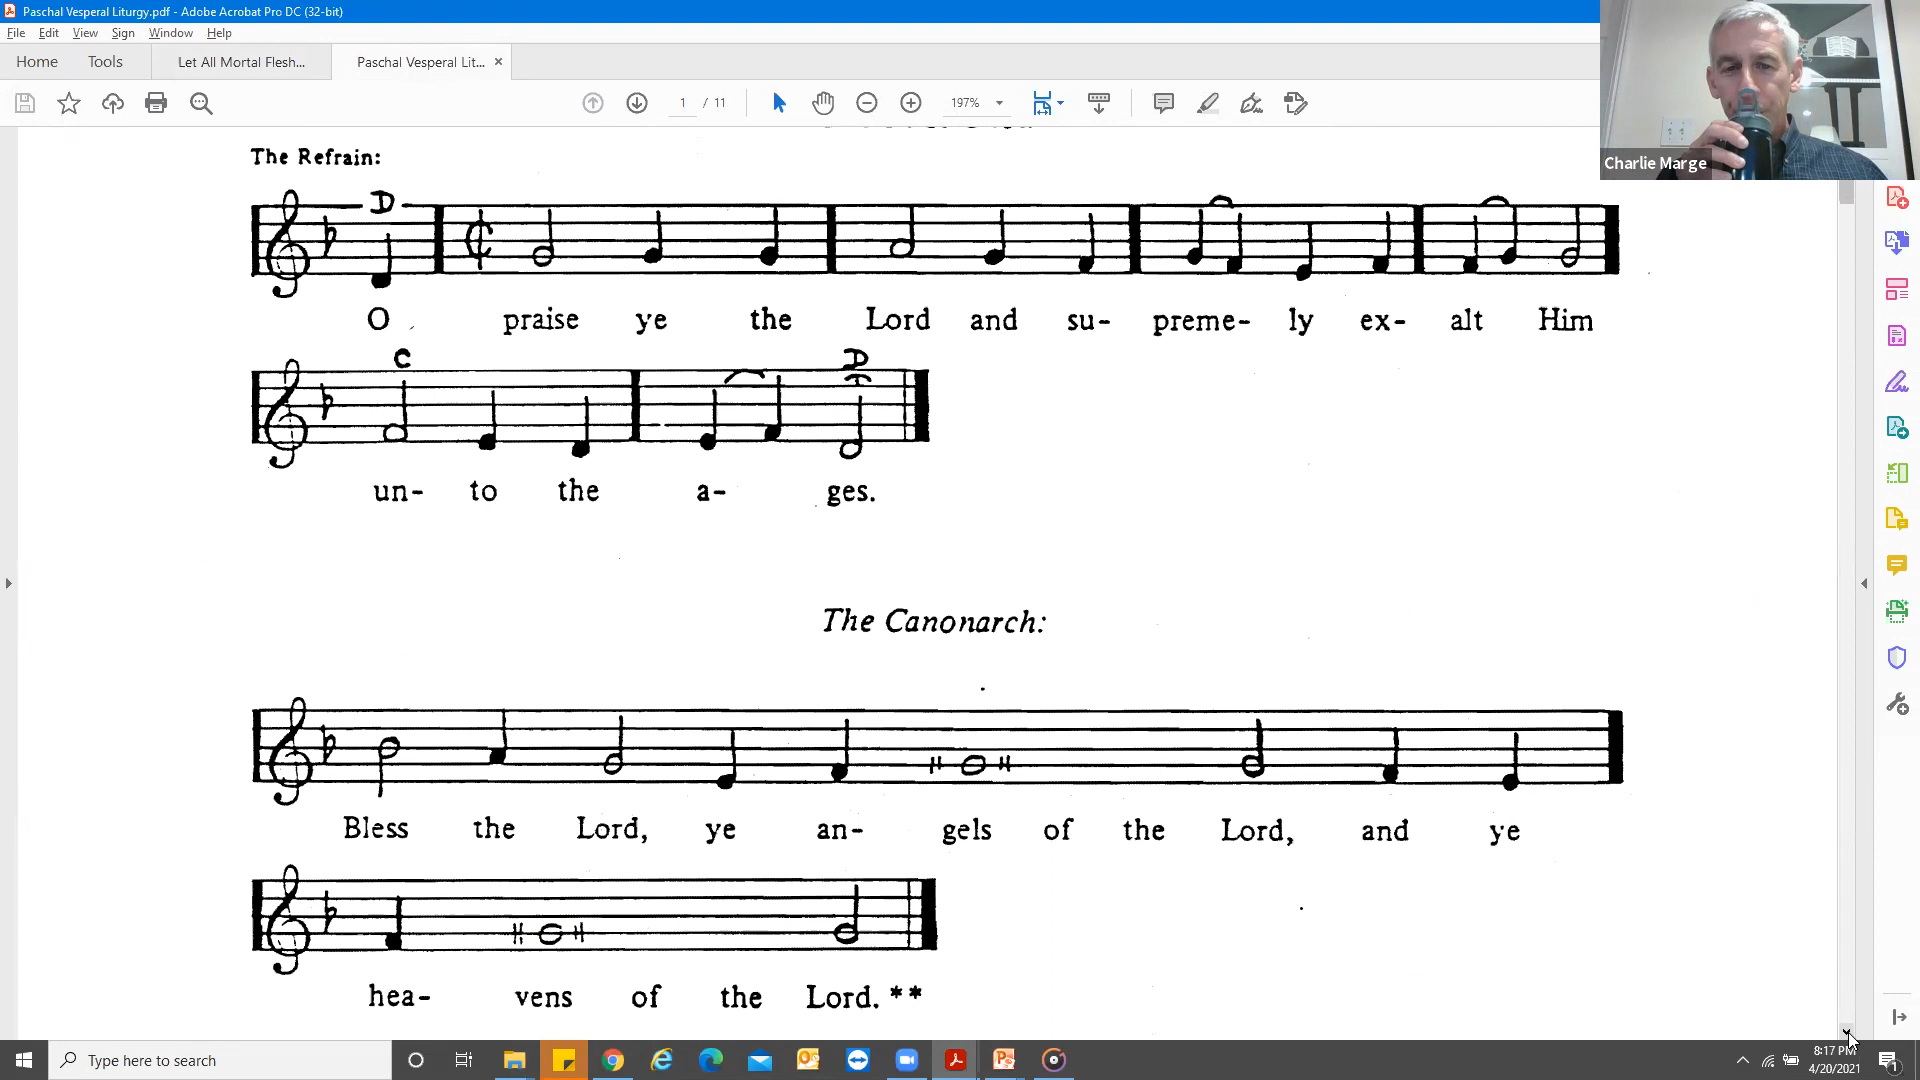 Paschal Vesperal Liturgy.pdf - Adobe Acrobat Pro DC (32-bit)
File Edit View Sign Window Help
Home Tools Let All Mortal Flesh... Paschal Vesperal Lit... ×
1 / 11 197%
Charlie Marge
The Refrain:
D
O praise ye the Lord and su- preme- ly ex- alt Him
C D
un- to the a- ges.
The Canonarch:
Bless the Lord, ye an- gels of the Lord, and ye
hea- vens of the Lord. **
Type here to search
8:17 PM
4/20/2021
1